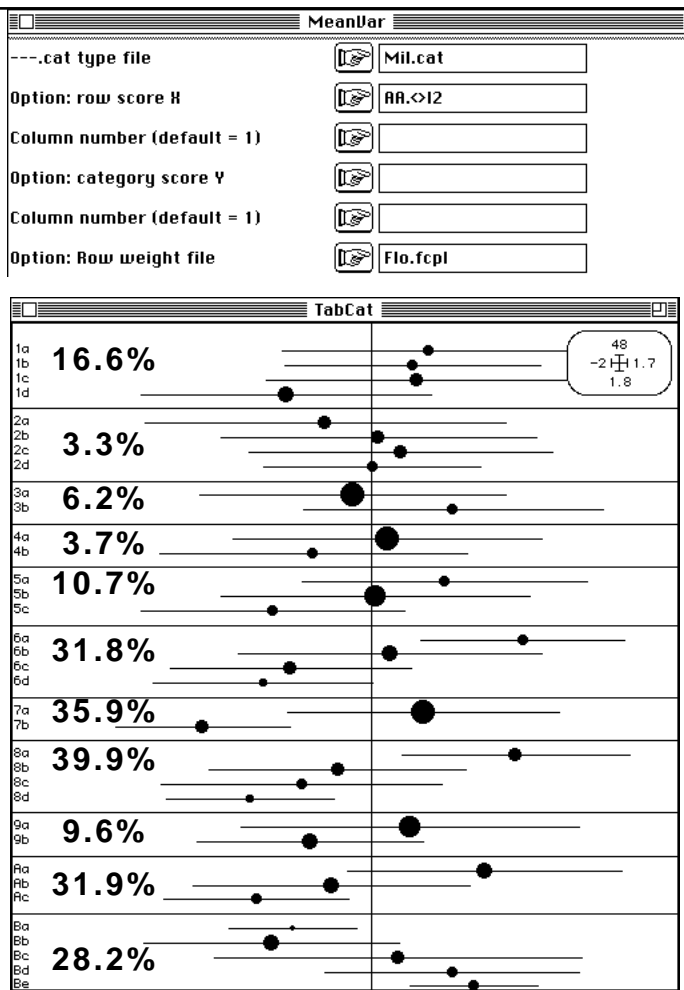 MeanVar
---.cat type file Mil.cat
Option: row score X AA.<>l2
Column number (default = 1)
Option: category score Y
Column number (default = 1)
Option: Row weight file Flo.fcpl
TabCat
48
-2 1.7
1.8
1a
1b
1c
1d
16.6%
2a
2b
2c
2d
3.3%
3a
3b
6.2%
4a
4b
3.7%
5a
5b
5c
10.7%
6a
6b
6c
6d
31.8%
7a
7b
35.9%
8a
8b
8c
8d
39.9%
9a
9b
9.6%
Aa
Ab
Ac
31.9%
Ba
Bb
Bc
Bd
Be
28.2%